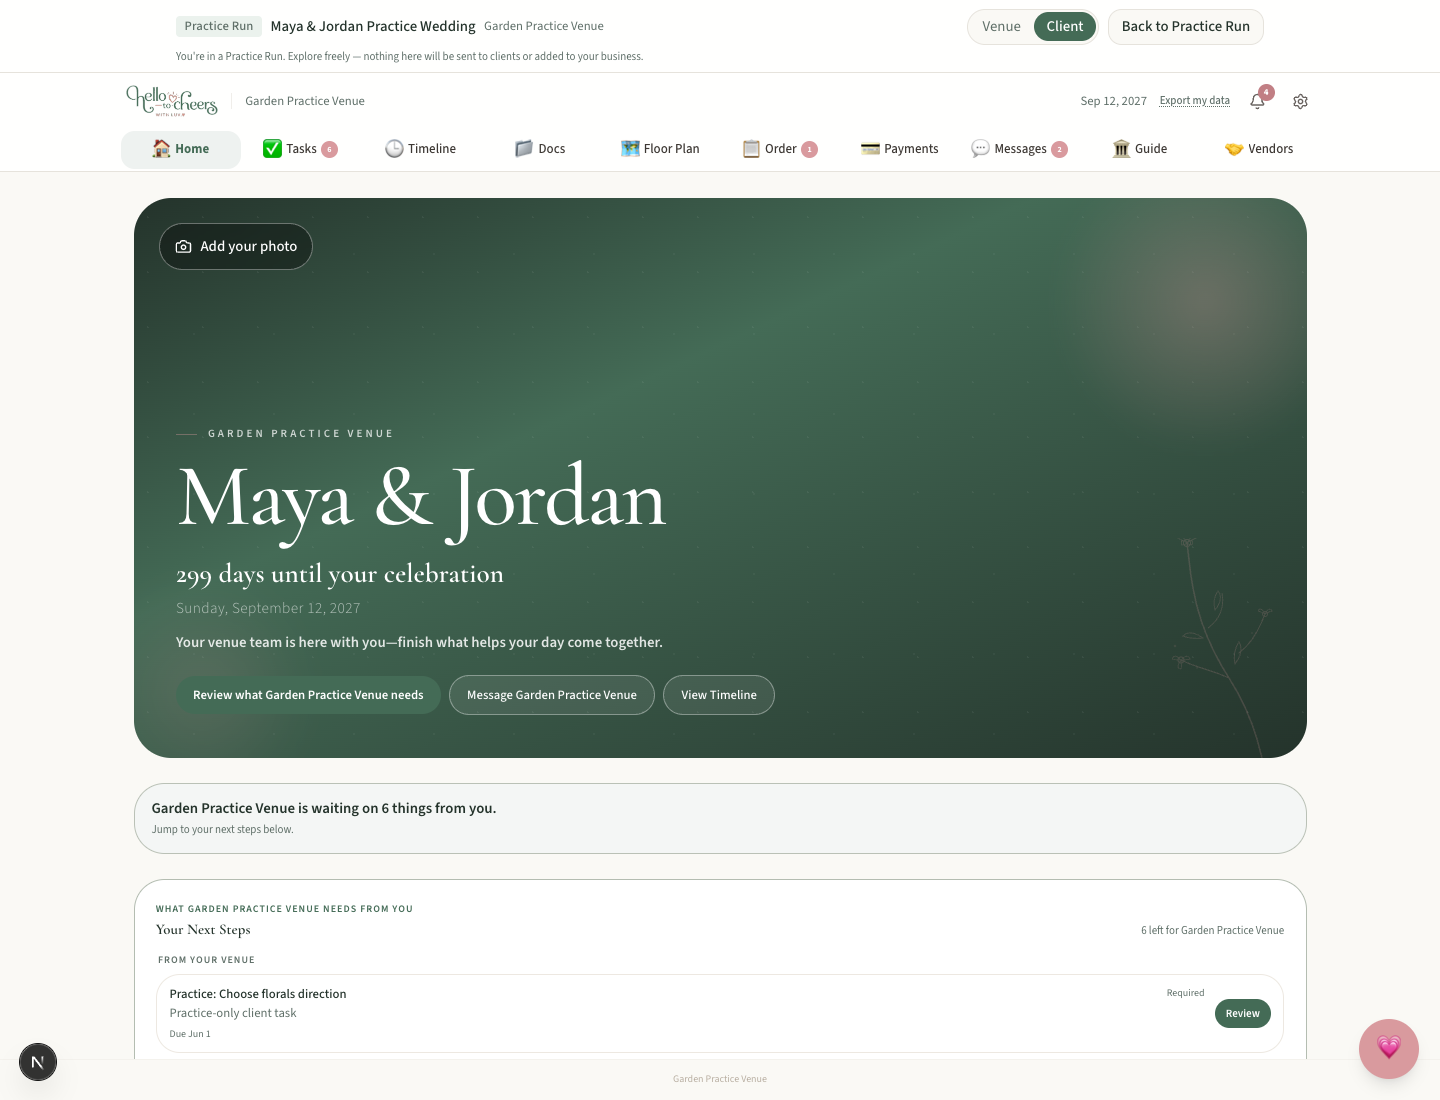 Practice Run Maya & Jordan Practice Wedding Garden Practice Venue
Venue Client Back to Practice Run
You're in a Practice Run. Explore freely — nothing here will be sent to clients or added to your business.
hello to cheers
WITH LUV
Garden Practice Venue
Sep 12, 2027 Export my data 4
Home Tasks 6 Timeline Docs Floor Plan Order 1 Payments Messages 2 Guide Vendors
Add your photo
GARDEN PRACTICE VENUE
Maya & Jordan
299 days until your celebration
Sunday, September 12, 2027
Your venue team is here with you—finish what helps your day come together.
Review what Garden Practice Venue needs Message Garden Practice Venue View Timeline
Garden Practice Venue is waiting on 6 things from you.
Jump to your next steps below.
WHAT GARDEN PRACTICE VENUE NEEDS FROM YOU
Your Next Steps
6 left for Garden Practice Venue
FROM YOUR VENUE
Practice: Choose florals direction
Required
Practice-only client task
Review
Due Jun 1
N
Garden Practice Venue